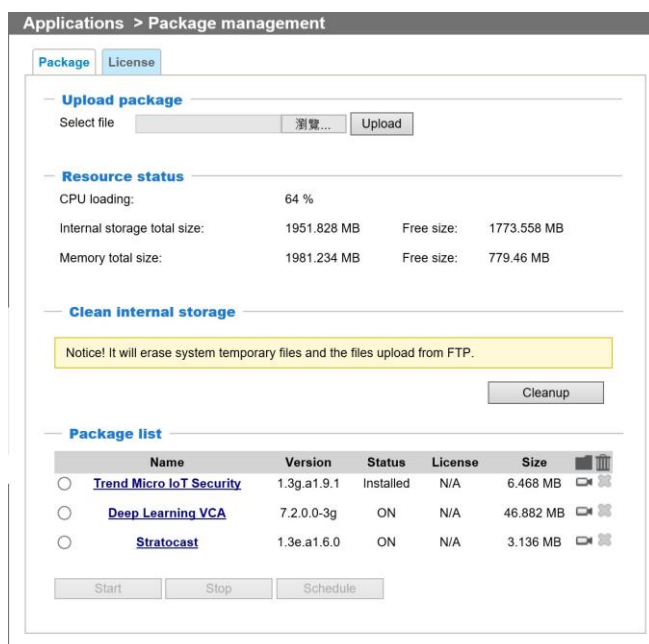 Applications > Package management
Package License
Upload package
Select file 瀏覽... Upload
Resource status
CPU loading: 64 %
Internal storage total size: 1951.828 MB Free size: 1773.558 MB
Memory total size: 1981.234 MB Free size: 779.46 MB
Clean internal storage
Notice! It will erase system temporary files and the files upload from FTP.
Cleanup
Package list
Name Version Status License Size
Trend Micro IoT Security 1.3g.a1.9.1 Installed N/A 6.468 MB
Deep Learning VCA 7.2.0.0-3g ON N/A 46.882 MB
Stratocast 1.3e.a1.6.0 ON N/A 3.136 MB
Start Stop Schedule